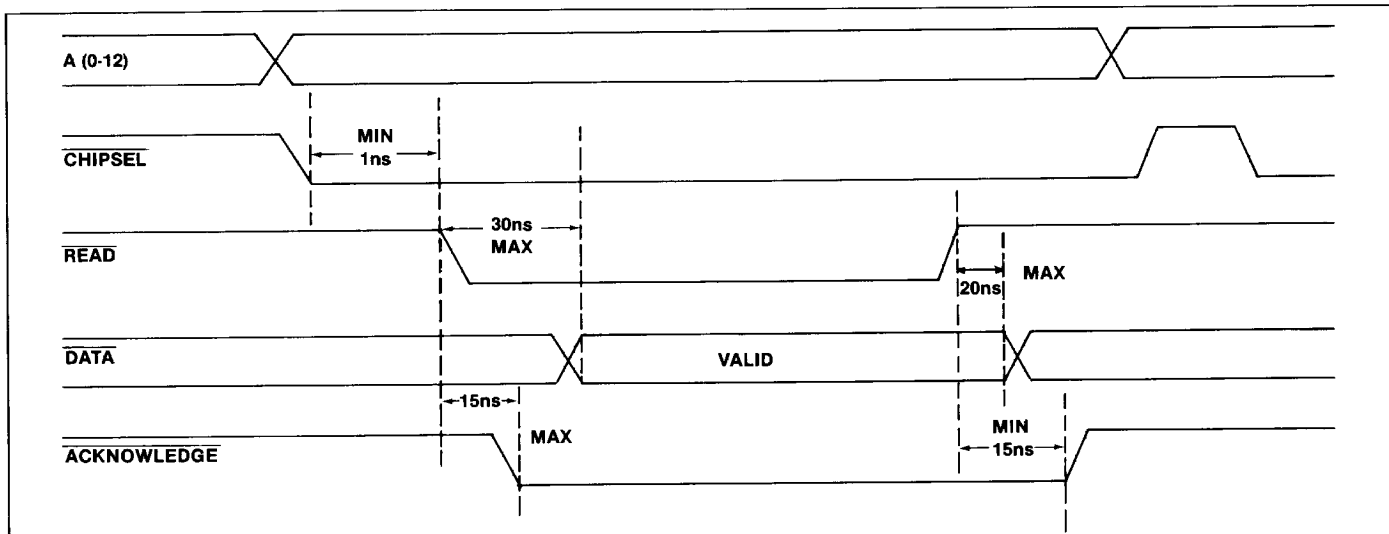 A (0-12)
MIN
1ns
CHIPSEL
30ns
MAX
READ
20ns
MAX
DATA
VALID
15ns
MAX
MIN
15ns
ACKNOWLEDGE